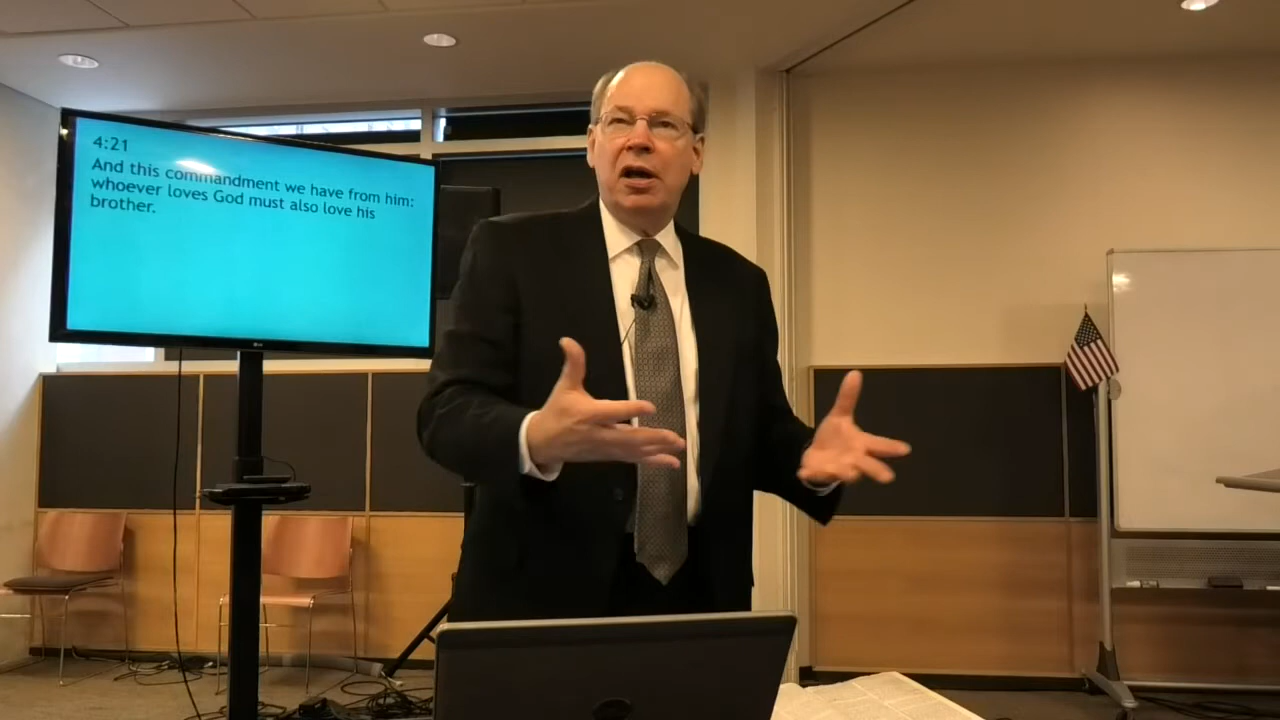 4:21
And this commandment we have from him:
whoever loves God must also love his
brother.
LG